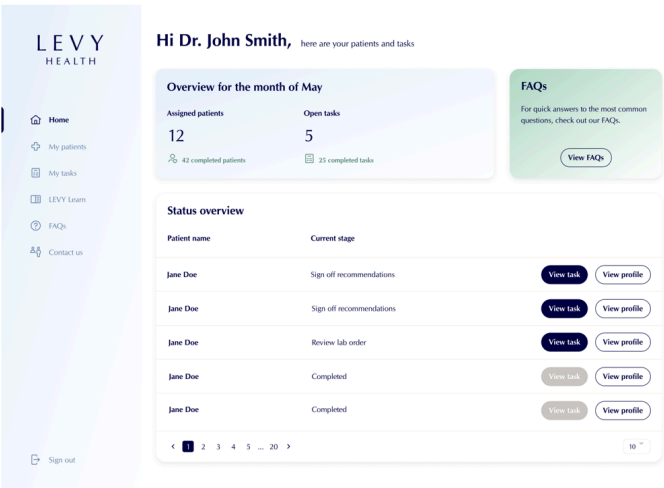 LEVY
HEALTH
Home
My patients
My tasks
LEVY Learn
FAQs
Contact us
Sign out
Hi Dr. John Smith, here are your patients and tasks
Overview for the month of May
Assigned patients Open tasks
12 5
42 completed patients 25 completed tasks
FAQs
For quick answers to the most common
questions, check out our FAQs.
View FAQs
Status overview
Patient name Current stage
Jane Doe Sign off recommendations View task View profile
Jane Doe Sign off recommendations View task View profile
Jane Doe Review lab order View task View profile
Jane Doe Completed View task View profile
Jane Doe Completed View task View profile
< 1 2 3 4 5 ... 20 > 10